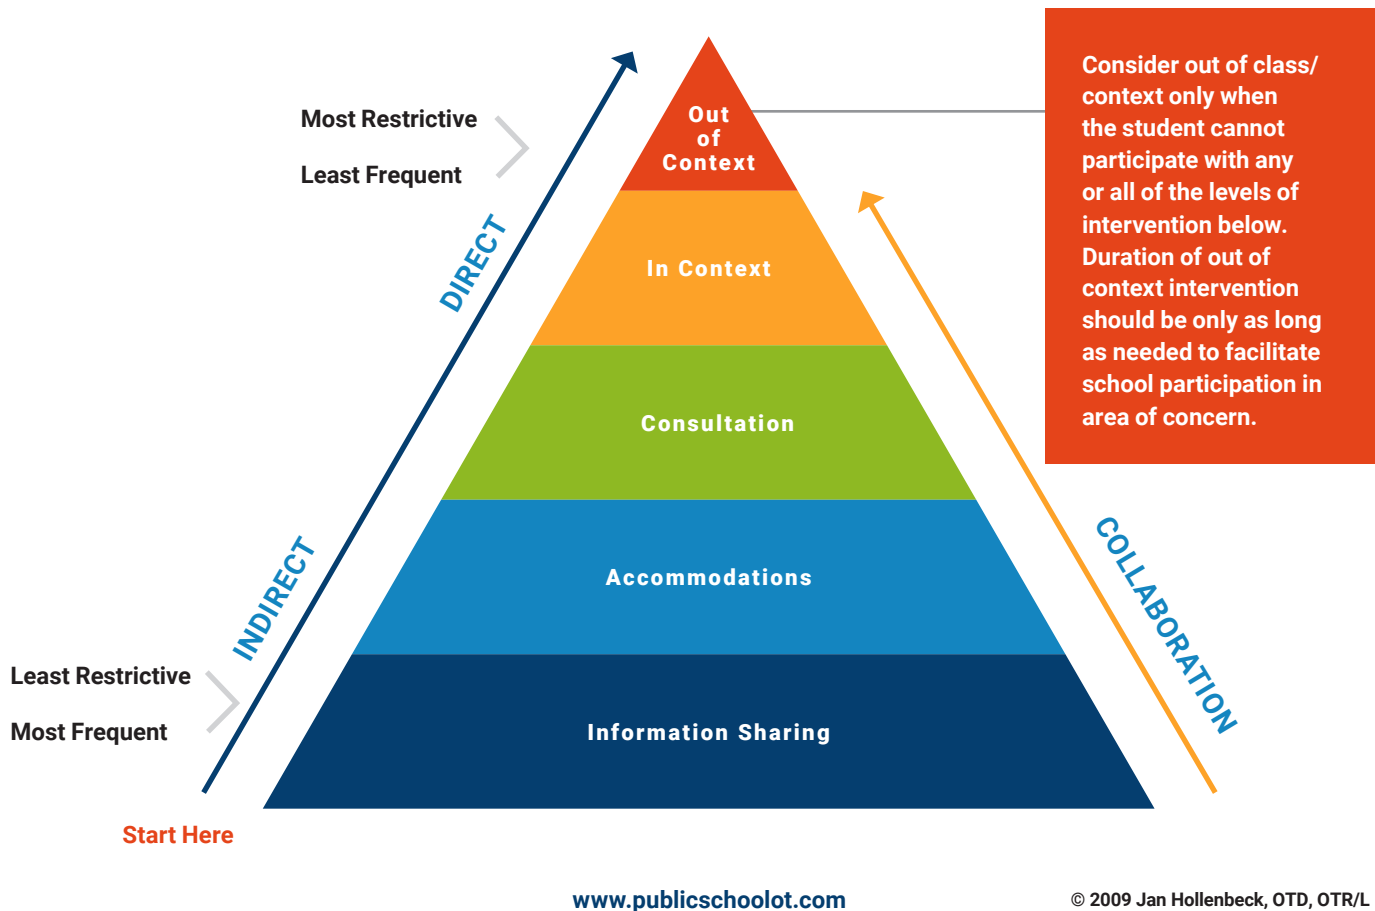 Most Restrictive
Least Frequent
DIRECT
INDIRECT
Least Restrictive
Most Frequent
Start Here
Out
of
Context
In Context
Consultation
Accommodations
Information Sharing
COLLABORATION
Consider out of class/
context only when
the student cannot
participate with any
or all of the levels of
intervention below.
Duration of out of
context intervention
should be only as long
as needed to facilitate
school participation in
area of concern.
www.publicschoolot.com
© 2009 Jan Hollenbeck, OTD, OTR/L